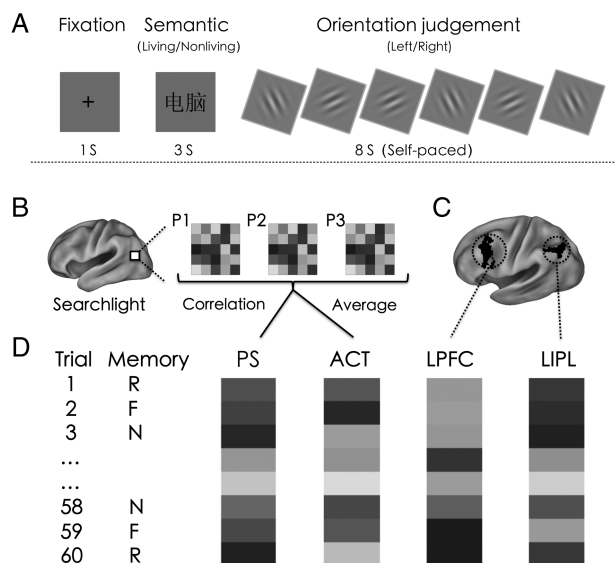 A
Fixation Semantic Orientation judgement
(Living/Nonliving) (Left/Right)
+ 电脑
1 S 3 S 8 S (Self-paced)
B P1 P2 P3 C
Searchlight Correlation Average
D
Trial Memory PS ACT LPFC LIPL
1 R
2 F
3 N
...
...
58 N
59 F
60 R